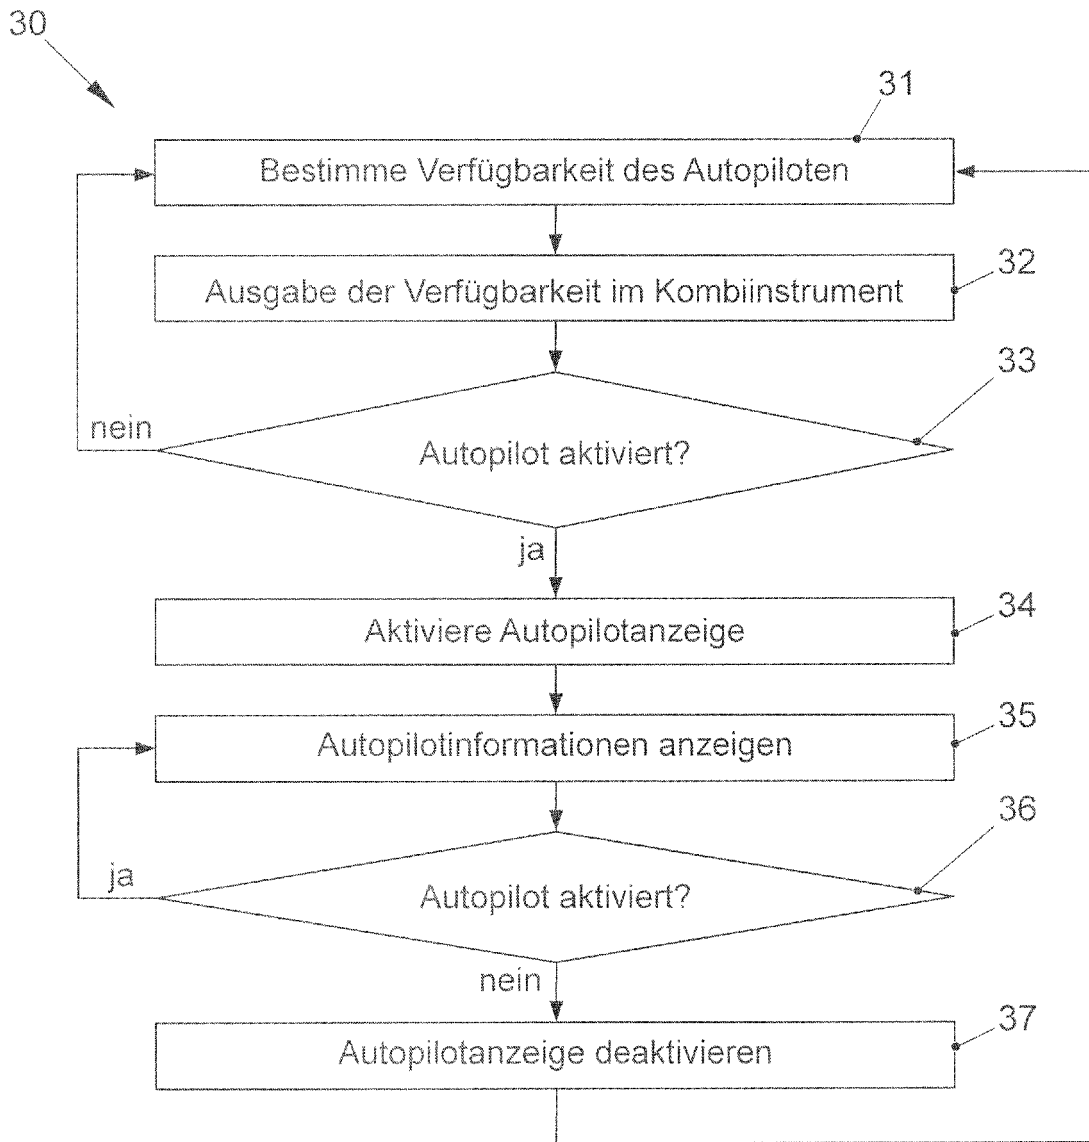 30
31
Bestimme Verfügbarkeit des Autopiloten
32
Ausgabe der Verfügbarkeit im Kombiinstrument
33
nein
Autopilot aktiviert?
ja
34
Aktiviere Autopilotanzeige
35
Autopilotinformationen anzeigen
36
ja
Autopilot aktiviert?
nein
37
Autopilotanzeige deaktivieren